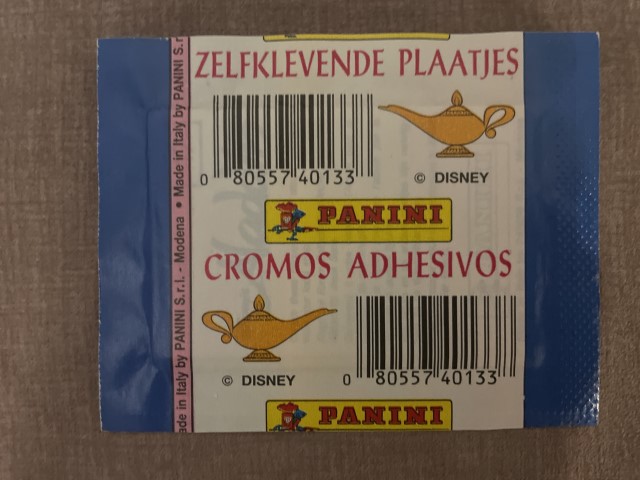 ZELFKLEVENDE PLAATJES
0 80557 40133
© DISNEY
PANINI
CROMOS ADHESIVOS
© DISNEY
0 80557 40133
PANINI
ade in Italy by PANINI S.r.l. - Modena • Made in Italy by PANINI S.r